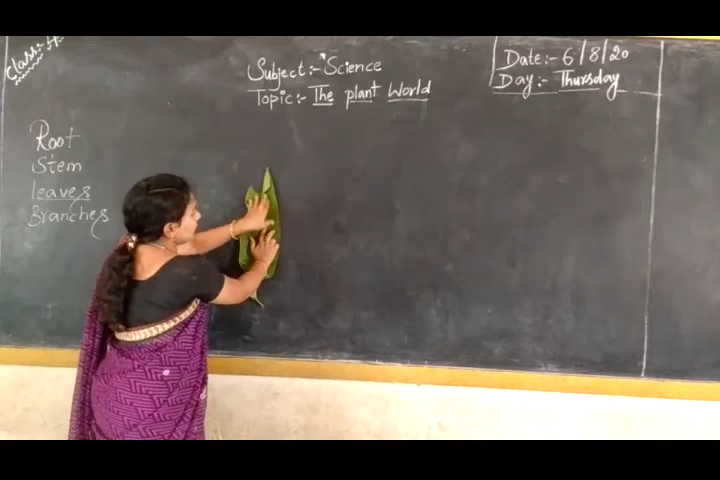 Class:- 4
Subject:- Science
Topic:- The plant World
Date:- 6/8/20
Day:- Thursday
Root
Stem
leaves
Branches